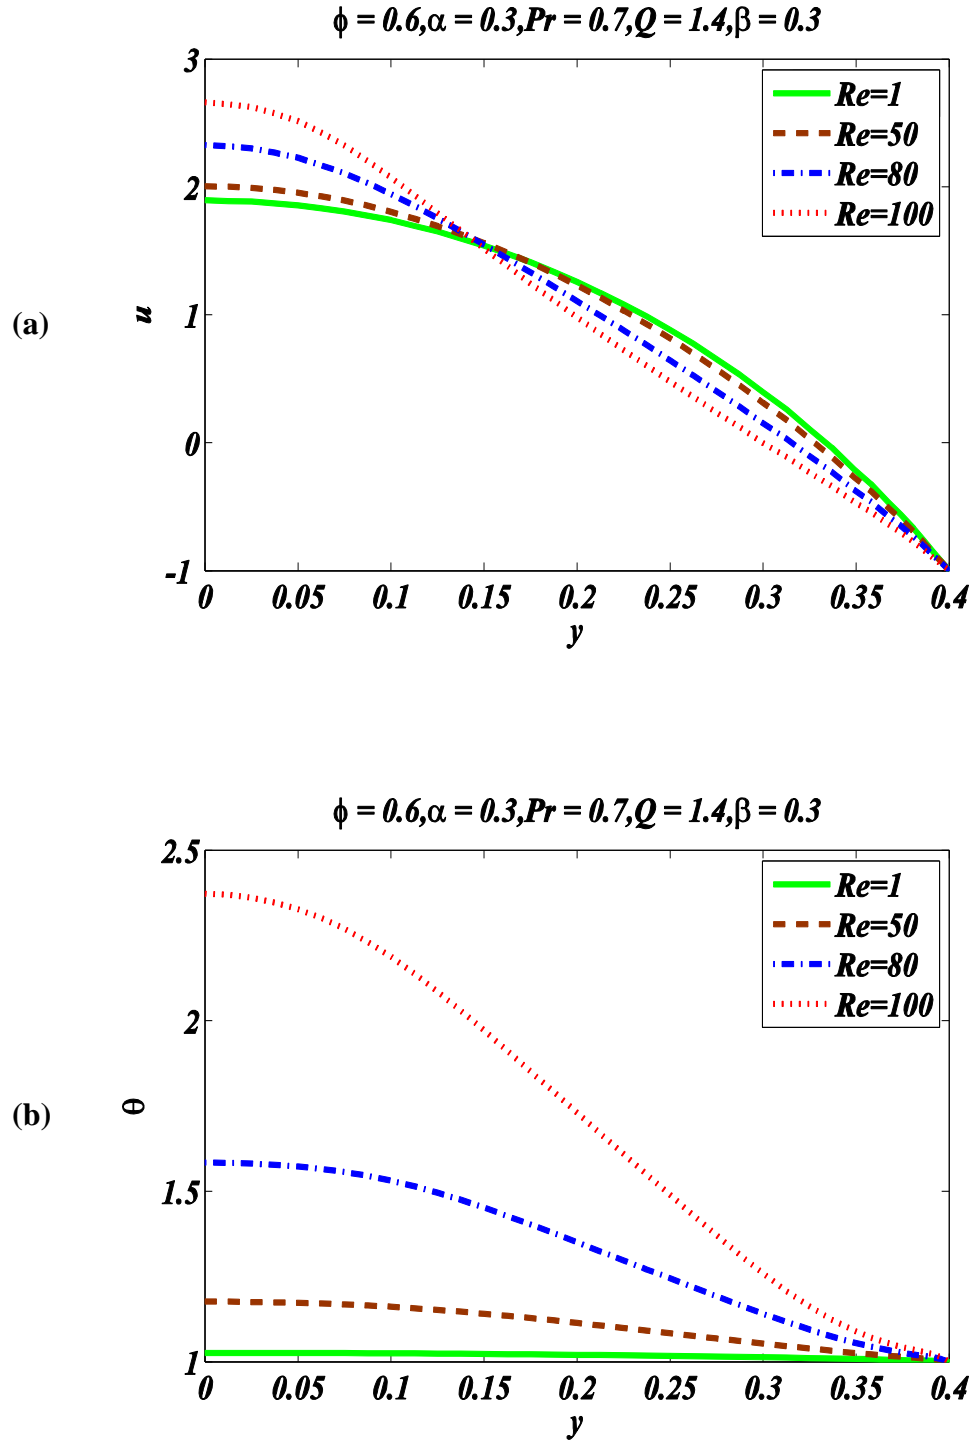 ϕ = 0.6,α = 0.3,Pr = 0.7,Q = 1.4,β = 0.3
3
2
1
0
-1
u
(a)
Re=1
Re=50
Re=80
Re=100
0 0.05 0.1 0.15 0.2 0.25 0.3 0.35 0.4
y
ϕ = 0.6,α = 0.3,Pr = 0.7,Q = 1.4,β = 0.3
2.5
2
1.5
1
θ
(b)
Re=1
Re=50
Re=80
Re=100
0 0.05 0.1 0.15 0.2 0.25 0.3 0.35 0.4
y